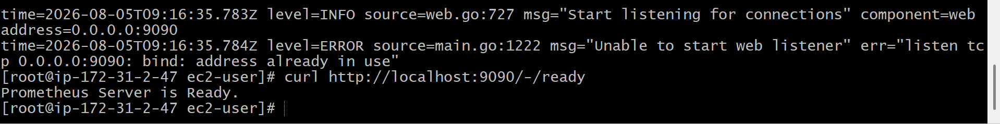 time=2026-08-05T09:16:35.783Z level=INFO source=web.go:727 msg="Start listening for connections" component=web
address=0.0.0.0:9090
time=2026-08-05T09:16:35.784Z level=ERROR source=main.go:1222 msg="Unable to start web listener" err="listen tc
p 0.0.0.0:9090: bind: address already in use"
[root@ip-172-31-2-47 ec2-user]# curl http://localhost:9090/-/ready
Prometheus Server is Ready.
[root@ip-172-31-2-47 ec2-user]#